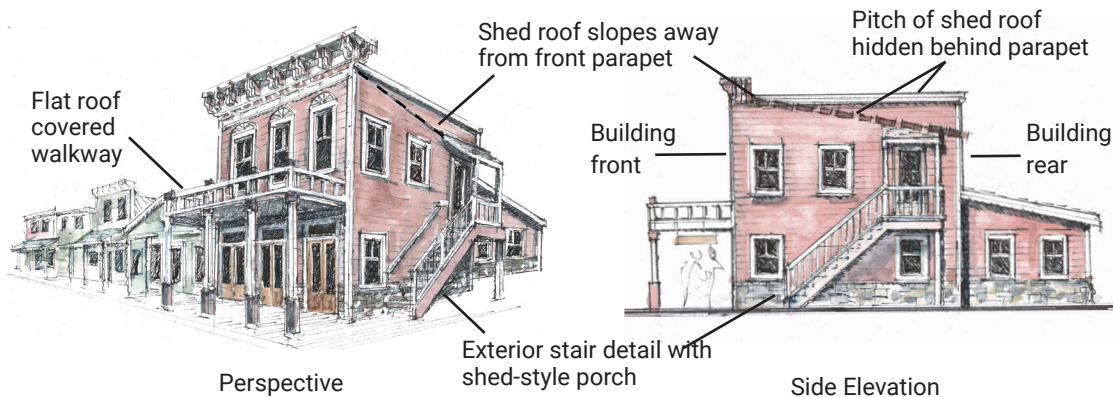 Shed roof slopes away
from front parapet
Pitch of shed roof
hidden behind parapet
Flat roof
covered
walkway
Building
front
Building
rear
Exterior stair detail with
shed-style porch
Perspective
Side Elevation